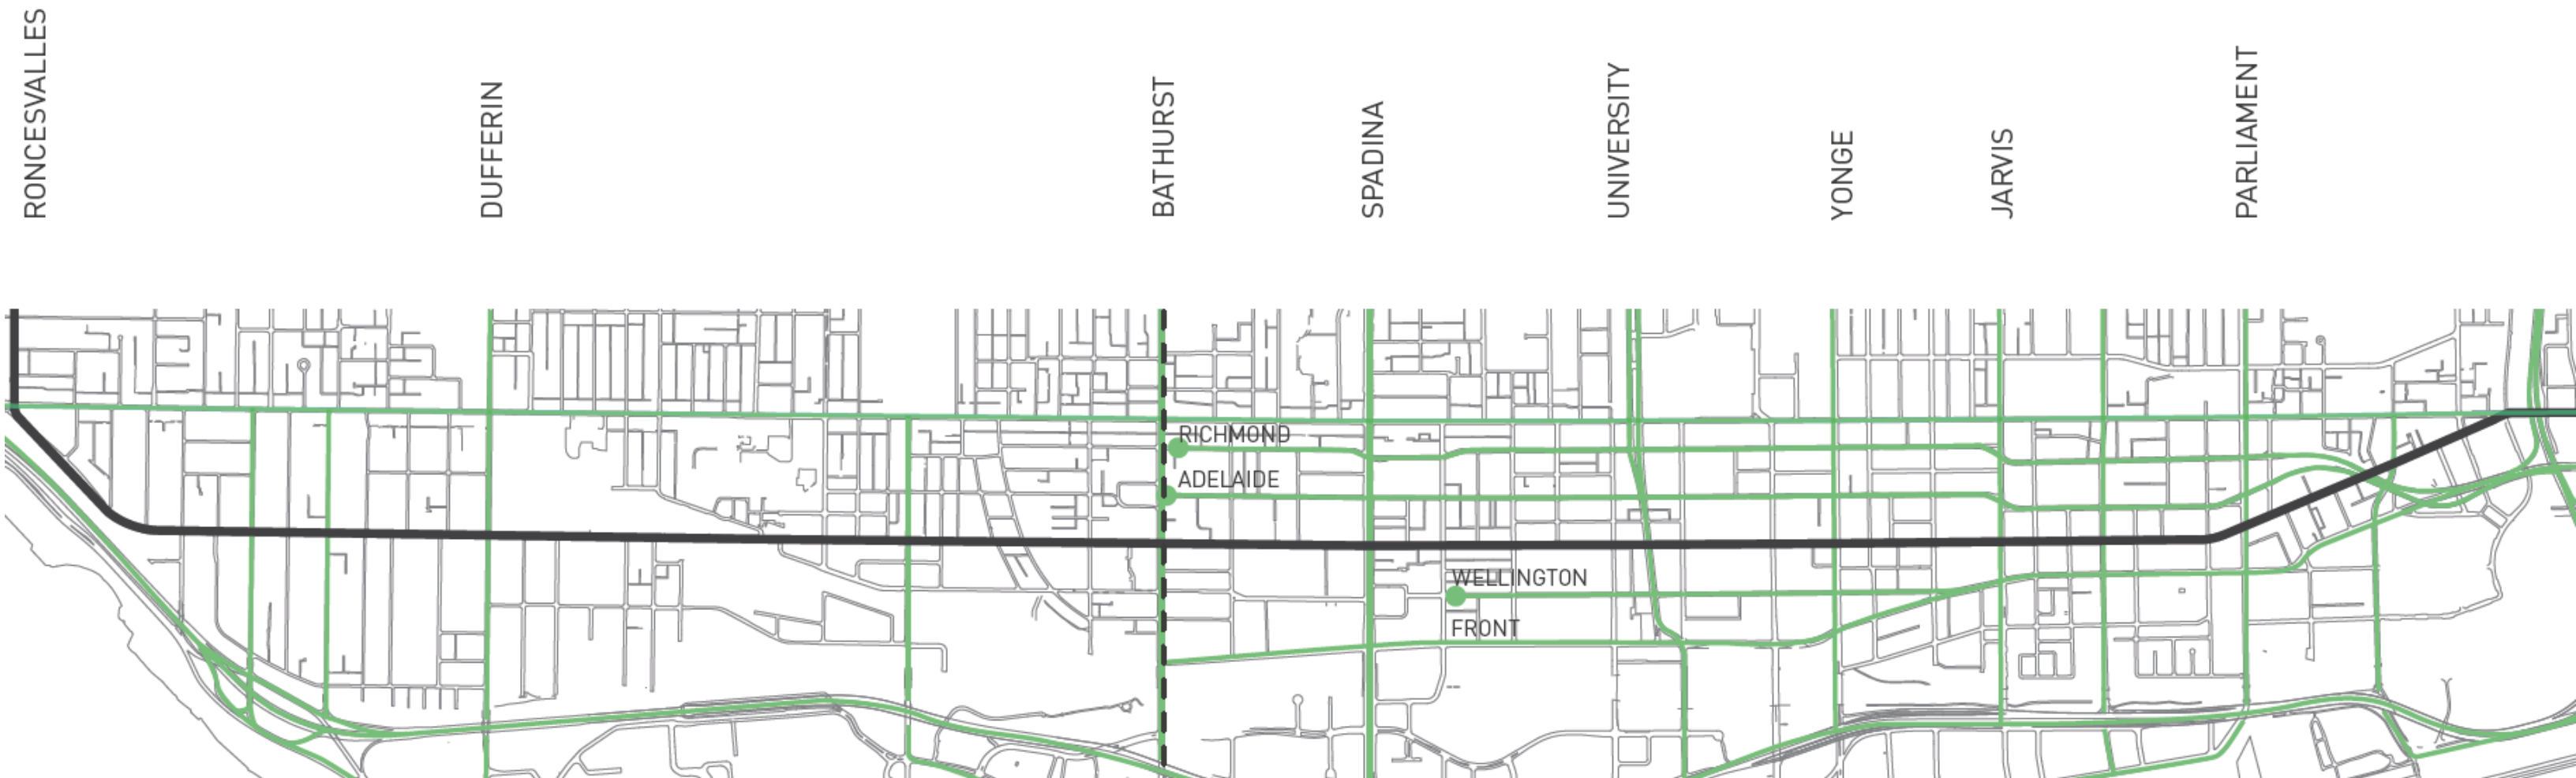 RONCESVALLES
DUFFERIN
BATHURST
SPADINA
UNIVERSITY
YONGE
JARVIS
PARLIAMENT
RICHMOND
ADELAIDE
WELLINGTON
FRONT